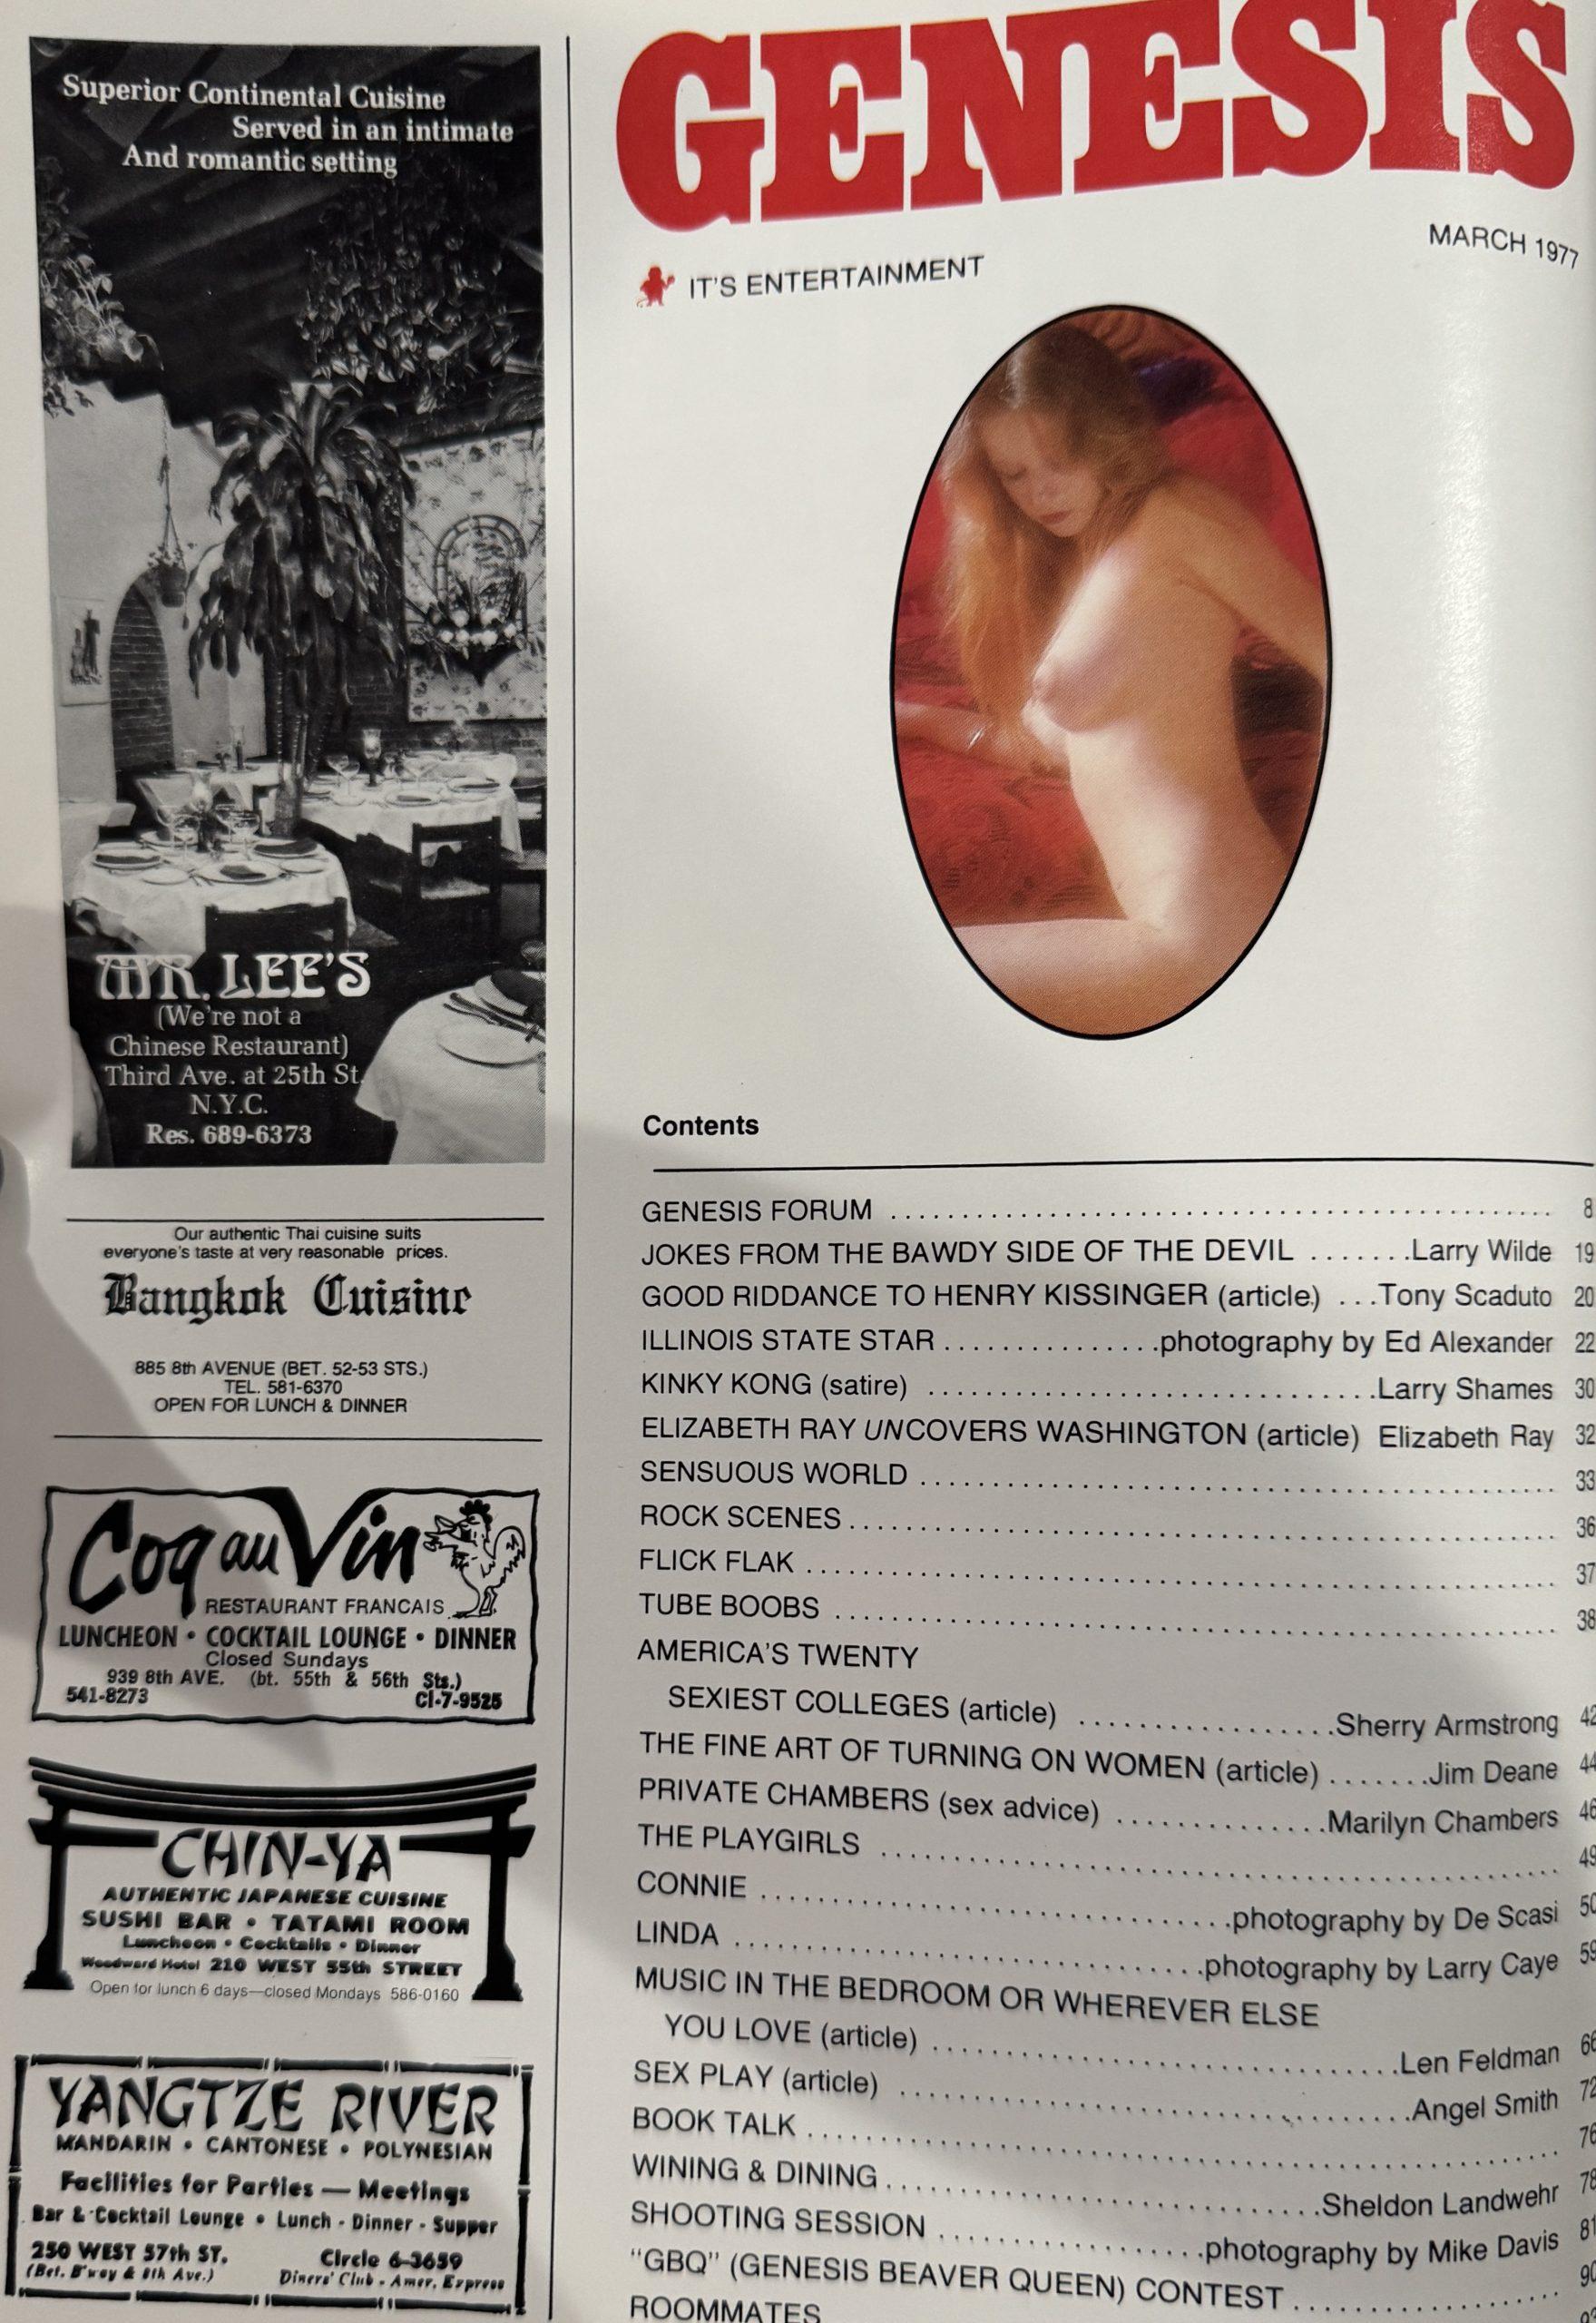 Superior Continental Cuisine
Served in an intimate
And romantic setting
MR. LEE'S
(We're not a
Chinese Restaurant)
Third Ave. at 25th St.
N.Y.C.
Res. 689-6373
Our authentic Thai cuisine suits
everyone's taste at very reasonable prices.
Bangkok Cuisine
885 8th AVENUE (BET. 52-53 STS.)
TEL. 581-6370
OPEN FOR LUNCH & DINNER
Coq au Vin
RESTAURANT FRANCAIS
LUNCHEON • COCKTAIL LOUNGE • DINNER
Closed Sundays
939 8th AVE. (bt. 55th & 56th Sts.)
541-8273 CI-7-9525
CHIN-YA
AUTHENTIC JAPANESE CUISINE
SUSHI BAR • TATAMI ROOM
Luncheon • Cocktails • Dinner
Woodward Hotel 210 WEST 55th STREET
Open for lunch 6 days—closed Mondays 586-0160
YANGTZE RIVER
MANDARIN • CANTONESE • POLYNESIAN
Facilities for Parties — Meetings
Bar & Cocktail Lounge • Lunch - Dinner - Supper
250 WEST 57th ST. Circle 6-3659
(Bet. B'way & 8th Ave.) Diners' Club - Amer. Express
GENESIS
MARCH 1977
IT'S ENTERTAINMENT
Contents
GENESIS FORUM ........ 8
JOKES FROM THE BAWDY SIDE OF THE DEVIL .......Larry Wilde 19
GOOD RIDDANCE TO HENRY KISSINGER (article) ...Tony Scaduto 20
ILLINOIS STATE STAR ...............photography by Ed Alexander 22
KINKY KONG (satire) ........Larry Shames 30
ELIZABETH RAY UNCOVERS WASHINGTON (article) Elizabeth Ray 32
SENSUOUS WORLD ........ 33
ROCK SCENES ........ 36
FLICK FLAK ........ 37
TUBE BOOBS ........ 38
AMERICA'S TWENTY
SEXIEST COLLEGES (article) ........Sherry Armstrong 42
THE FINE ART OF TURNING ON WOMEN (article) .......Jim Deane 44
PRIVATE CHAMBERS (sex advice) ........Marilyn Chambers 46
THE PLAYGIRLS ........ 49
CONNIE ........photography by De Scasi 50
LINDA ........photography by Larry Caye 59
MUSIC IN THE BEDROOM OR WHEREVER ELSE
YOU LOVE (article) ........Len Feldman 66
SEX PLAY (article) ........Angel Smith 72
BOOK TALK ........ 76
WINING & DINING ........Sheldon Landwehr 78
SHOOTING SESSION ........photography by Mike Davis 81
"GBQ" (GENESIS BEAVER QUEEN) CONTEST ........ 90
ROOMMATES